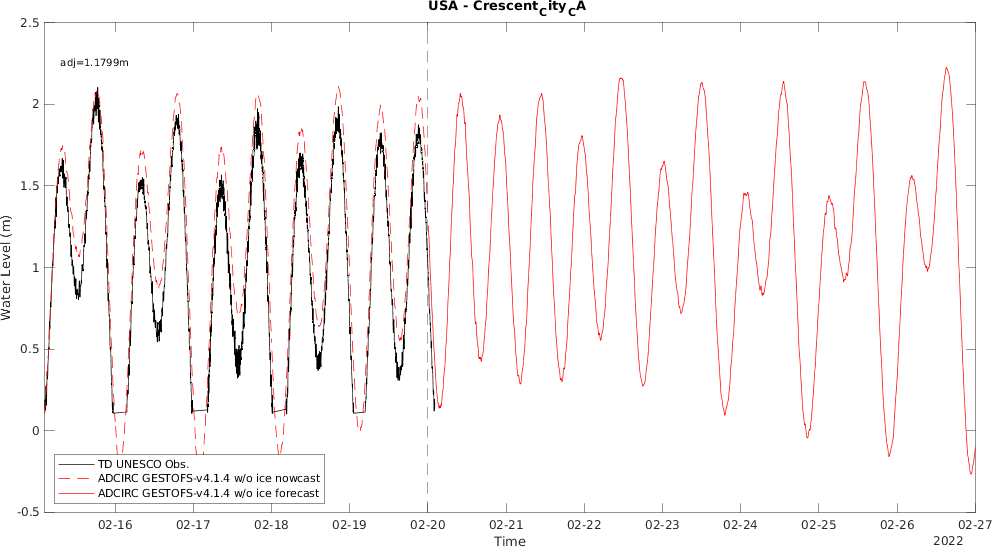 USA - CrescentCityCA
adj=1.1799m
2.5
2
1.5
1
0.5
0
-0.5
Water Level (m)
TD UNESCO Obs.
ADCIRC GESTOFS-v4.1.4 w/o ice nowcast
ADCIRC GESTOFS-v4.1.4 w/o ice forecast
02-16 02-17 02-18 02-19 02-20 02-21 02-22 02-23 02-24 02-25 02-26 02-27
Time
2022